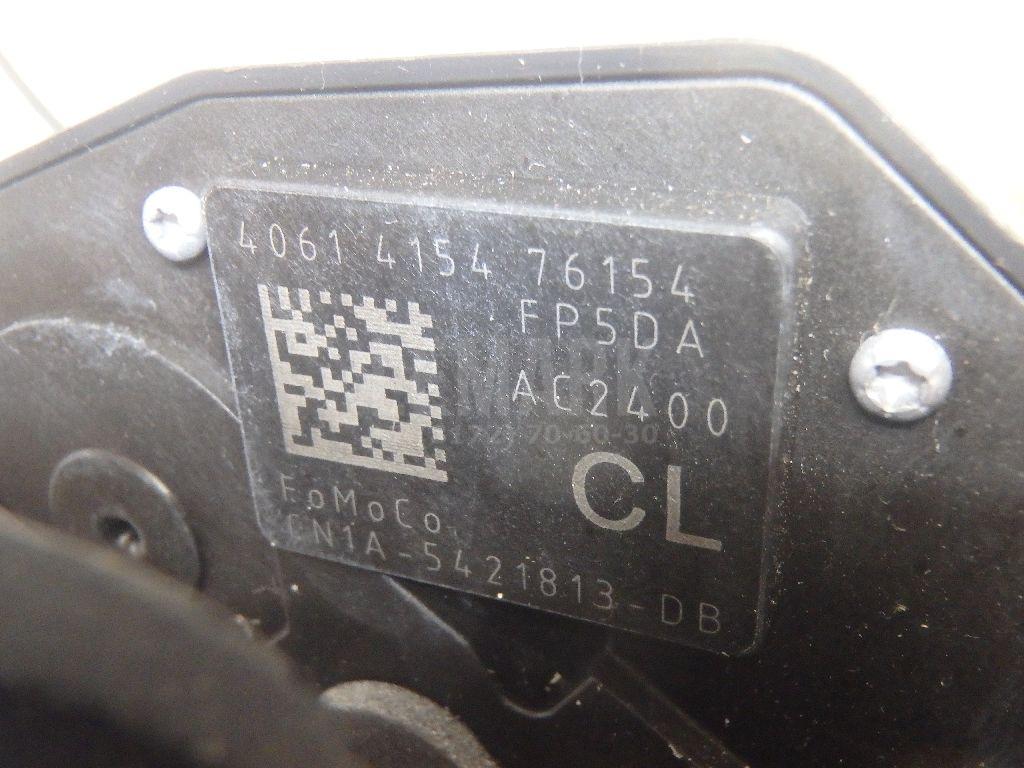 4061 4154 76154
FP5DA
AC2400
CL
FoMoCo
CN1A-5421813-DB